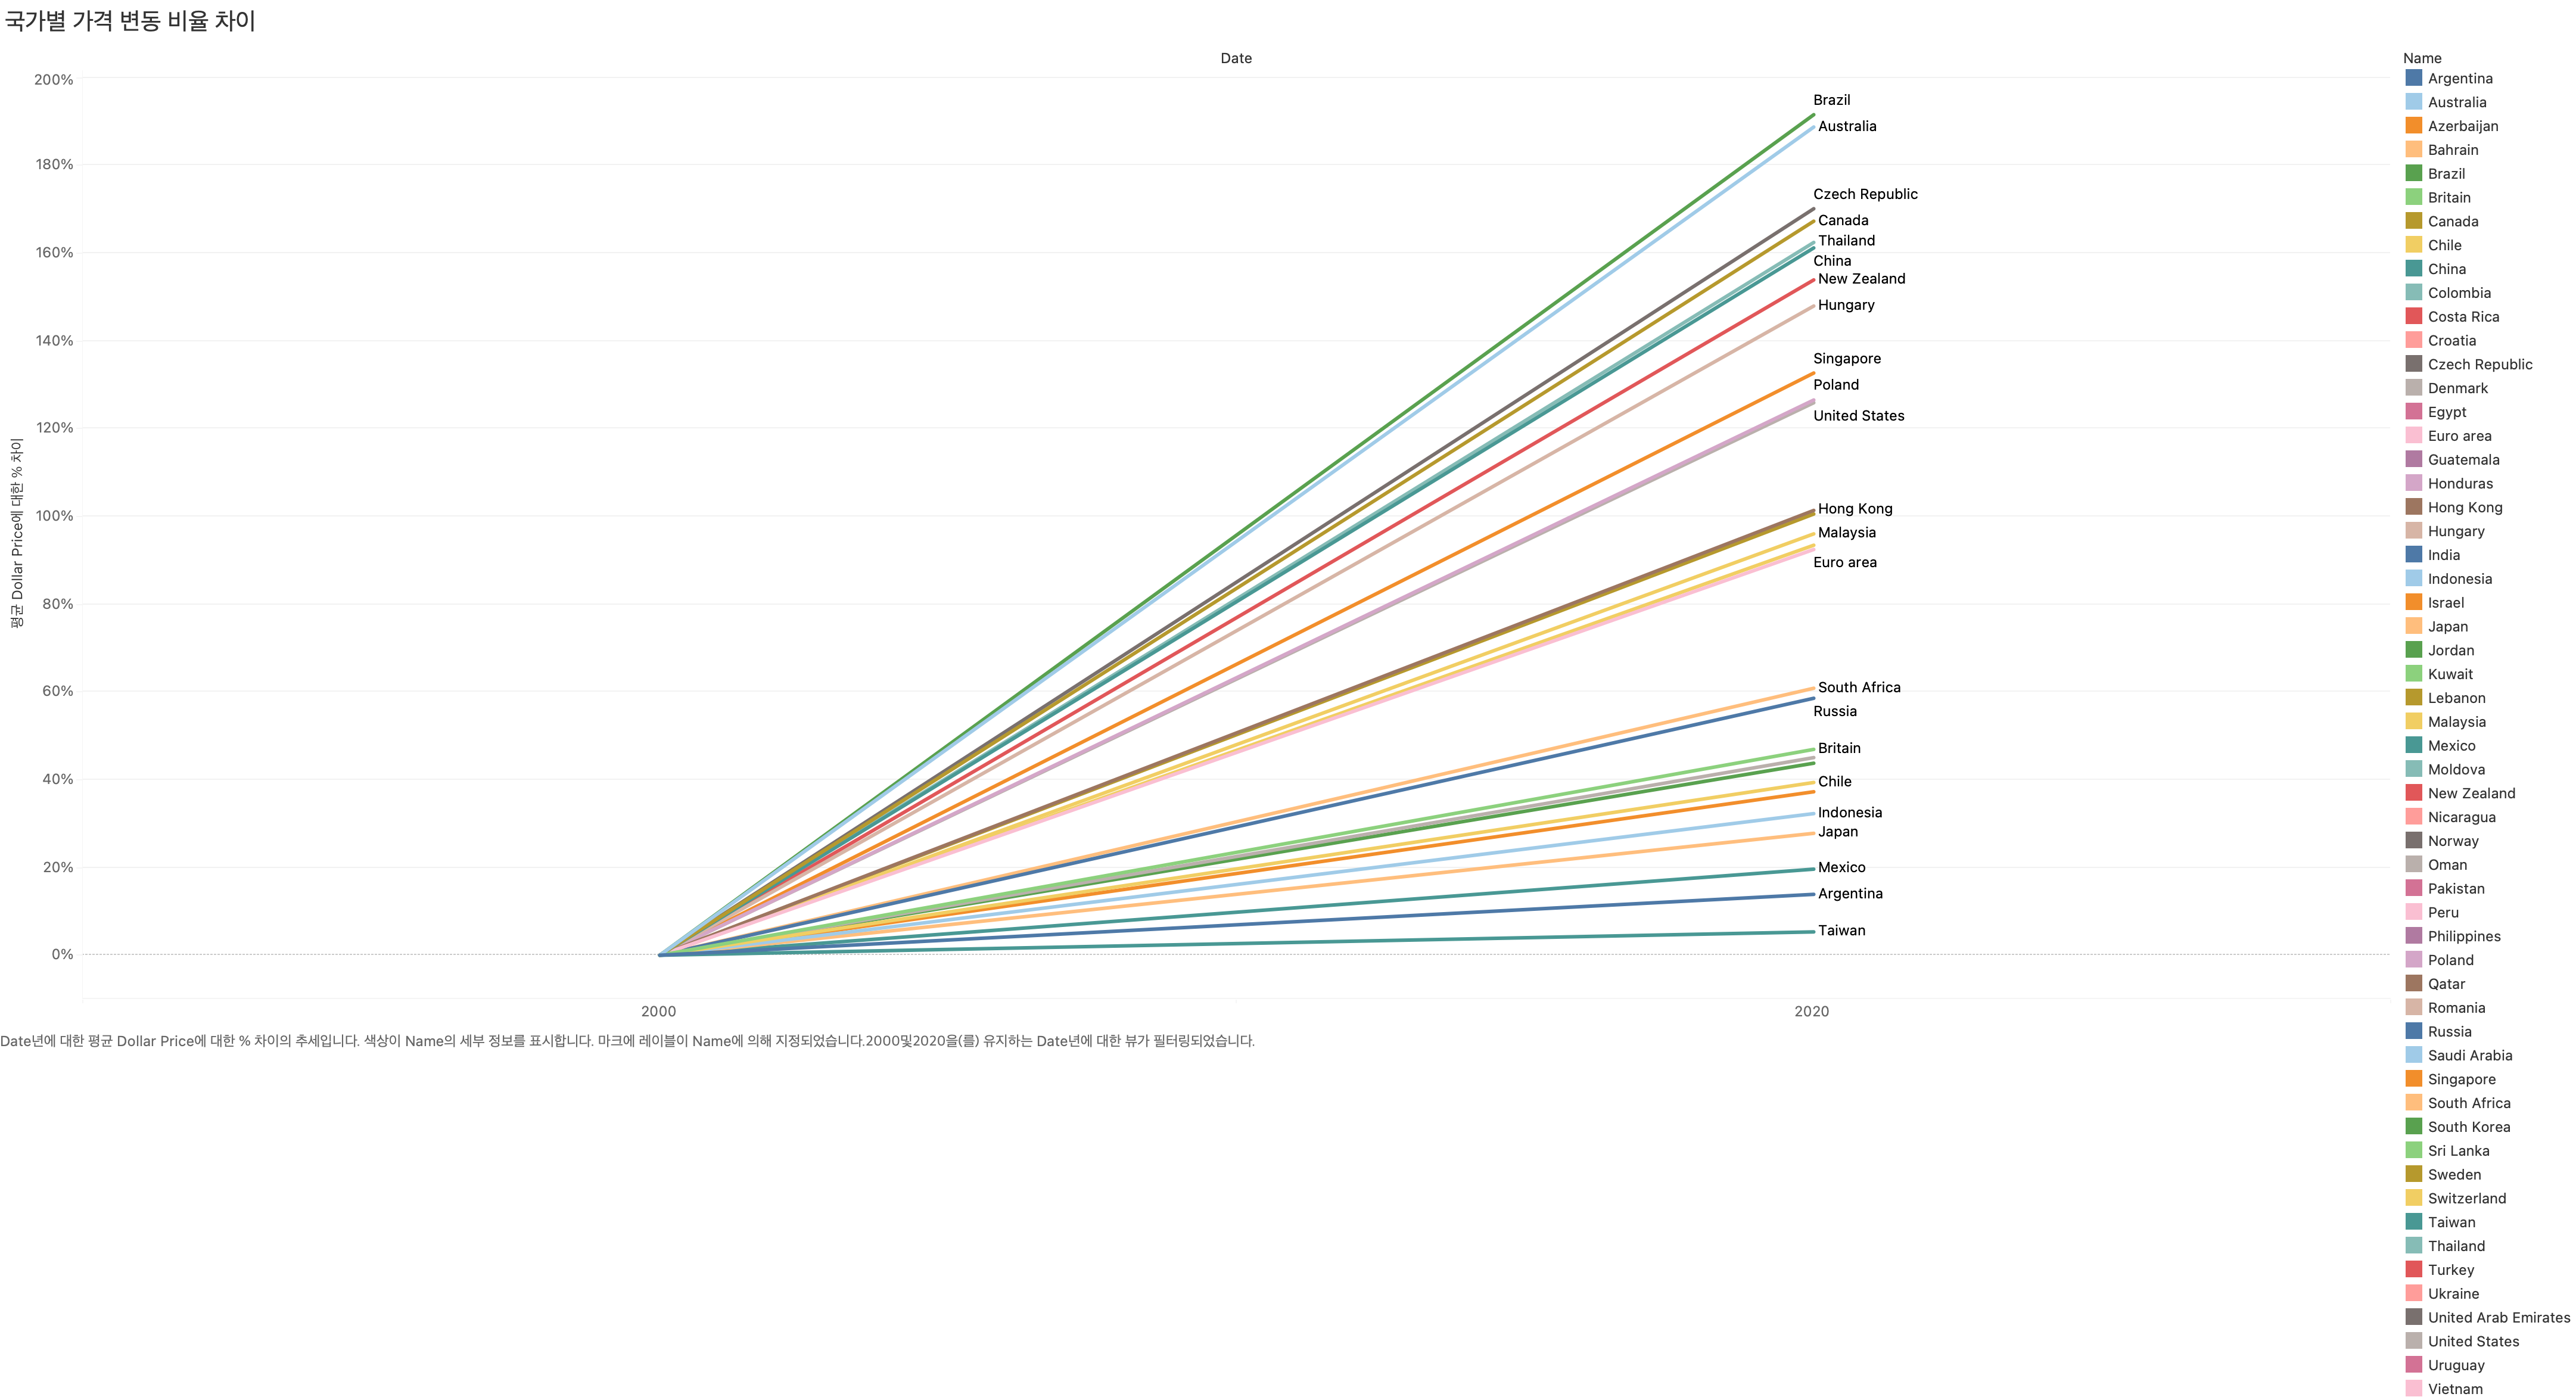 국가별 가격 변동 비율 차이
Date
200%
180%
160%
140%
120%
100%
80%
60%
40%
20%
0%
평균 Dollar Price에 대한 % 차이
Brazil
Australia
Czech Republic
Canada
Thailand
China
New Zealand
Hungary
Singapore
Poland
United States
Hong Kong
Malaysia
Euro area
South Africa
Russia
Britain
Chile
Indonesia
Japan
Mexico
Argentina
Taiwan
2000
2020
Date년에 대한 평균 Dollar Price에 대한 % 차이의 추세입니다. 색상이 Name의 세부 정보를 표시합니다. 마크에 레이블이 Name에 의해 지정되었습니다.2000및2020을(를) 유지하는 Date년에 대한 뷰가 필터링되었습니다.
Name
Argentina
Australia
Azerbaijan
Bahrain
Brazil
Britain
Canada
Chile
China
Colombia
Costa Rica
Croatia
Czech Republic
Denmark
Egypt
Euro area
Guatemala
Honduras
Hong Kong
Hungary
India
Indonesia
Israel
Japan
Jordan
Kuwait
Lebanon
Malaysia
Mexico
Moldova
New Zealand
Nicaragua
Norway
Oman
Pakistan
Peru
Philippines
Poland
Qatar
Romania
Russia
Saudi Arabia
Singapore
South Africa
South Korea
Sri Lanka
Sweden
Switzerland
Taiwan
Thailand
Turkey
Ukraine
United Arab Emirates
United States
Uruguay
Vietnam